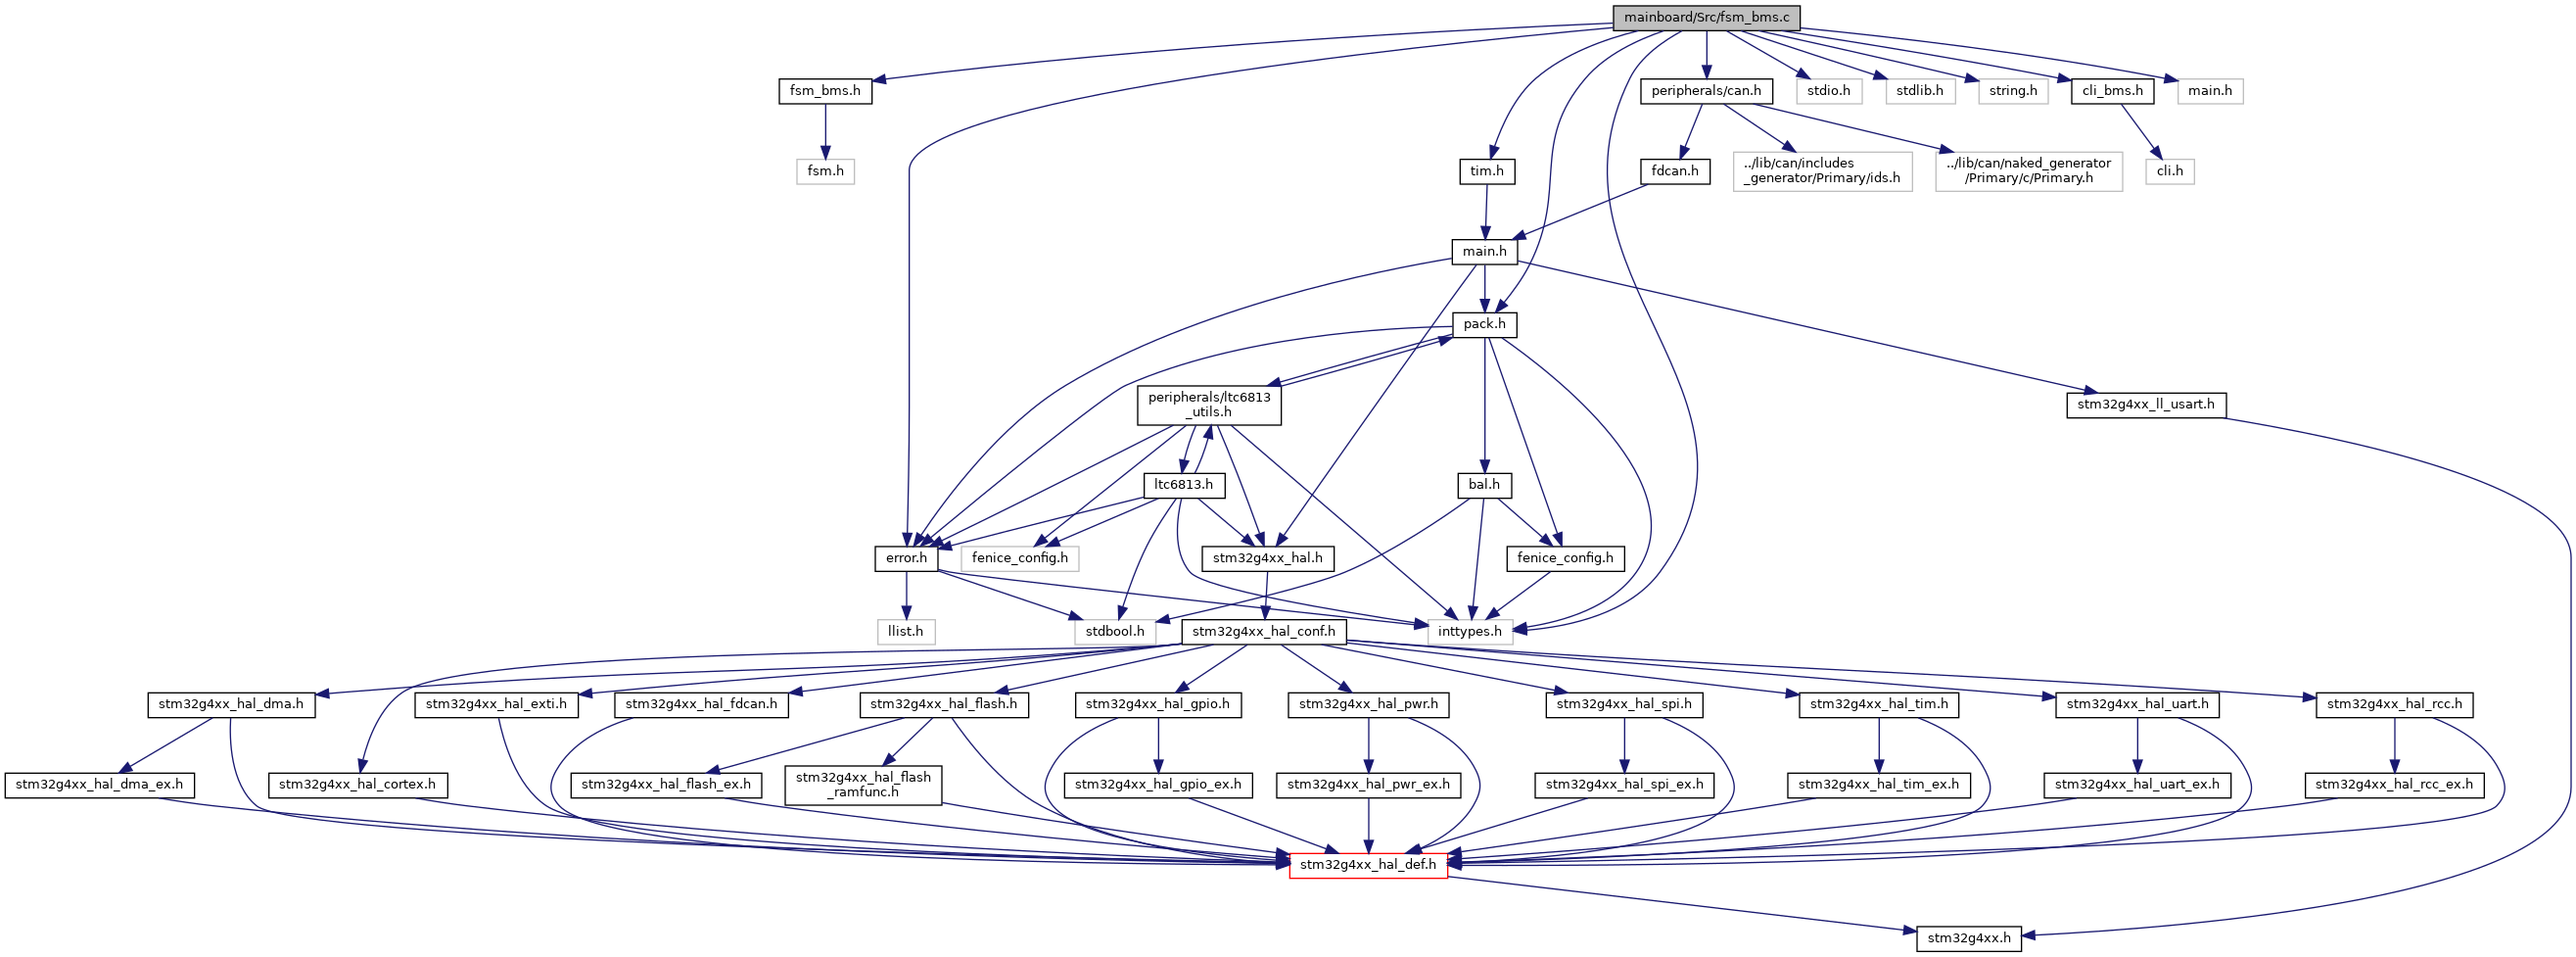 mainboard/Src/fsm_bms.c
fsm_bms.h
peripherals/can.h
stdio.h
stdlib.h
string.h
cli_bms.h
main.h
fsm.h
tim.h
fdcan.h
../lib/can/includes
_generator/Primary/ids.h
../lib/can/naked_generator
/Primary/c/Primary.h
cli.h
main.h
pack.h
peripherals/ltc6813
_utils.h
stm32g4xx_ll_usart.h
ltc6813.h
bal.h
error.h
fenice_config.h
stm32g4xx_hal.h
fenice_config.h
llist.h
stdbool.h
stm32g4xx_hal_conf.h
inttypes.h
stm32g4xx_hal_dma.h
stm32g4xx_hal_exti.h
stm32g4xx_hal_fdcan.h
stm32g4xx_hal_flash.h
stm32g4xx_hal_gpio.h
stm32g4xx_hal_pwr.h
stm32g4xx_hal_spi.h
stm32g4xx_hal_tim.h
stm32g4xx_hal_uart.h
stm32g4xx_hal_rcc.h
stm32g4xx_hal_dma_ex.h
stm32g4xx_hal_cortex.h
stm32g4xx_hal_flash_ex.h
stm32g4xx_hal_flash
_ramfunc.h
stm32g4xx_hal_gpio_ex.h
stm32g4xx_hal_pwr_ex.h
stm32g4xx_hal_spi_ex.h
stm32g4xx_hal_tim_ex.h
stm32g4xx_hal_uart_ex.h
stm32g4xx_hal_rcc_ex.h
stm32g4xx_hal_def.h
stm32g4xx.h